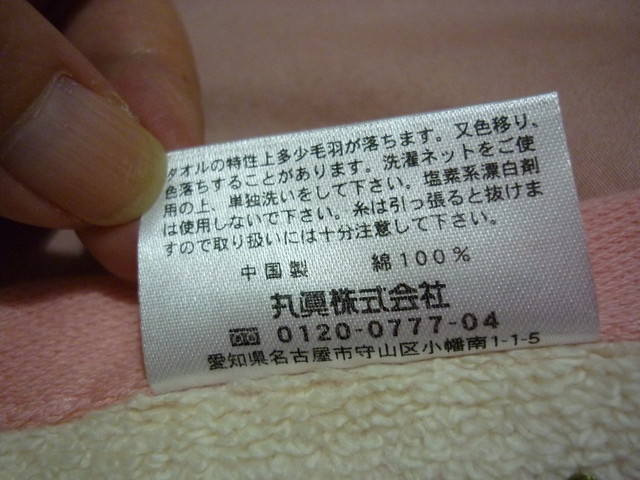 タオルの特性上多少毛羽が落ちます。又色移り、
色落ちすることがあります。洗濯ネットをご使
用の上、単独洗いをして下さい。塩素系漂白剤
は使用しないで下さい。糸は引っ張ると抜けま
すので取り扱いには十分注意して下さい。
中国製 綿100%
丸眞株式会社
0120-0777-04
愛知県名古屋市守山区小幡南1-1-5